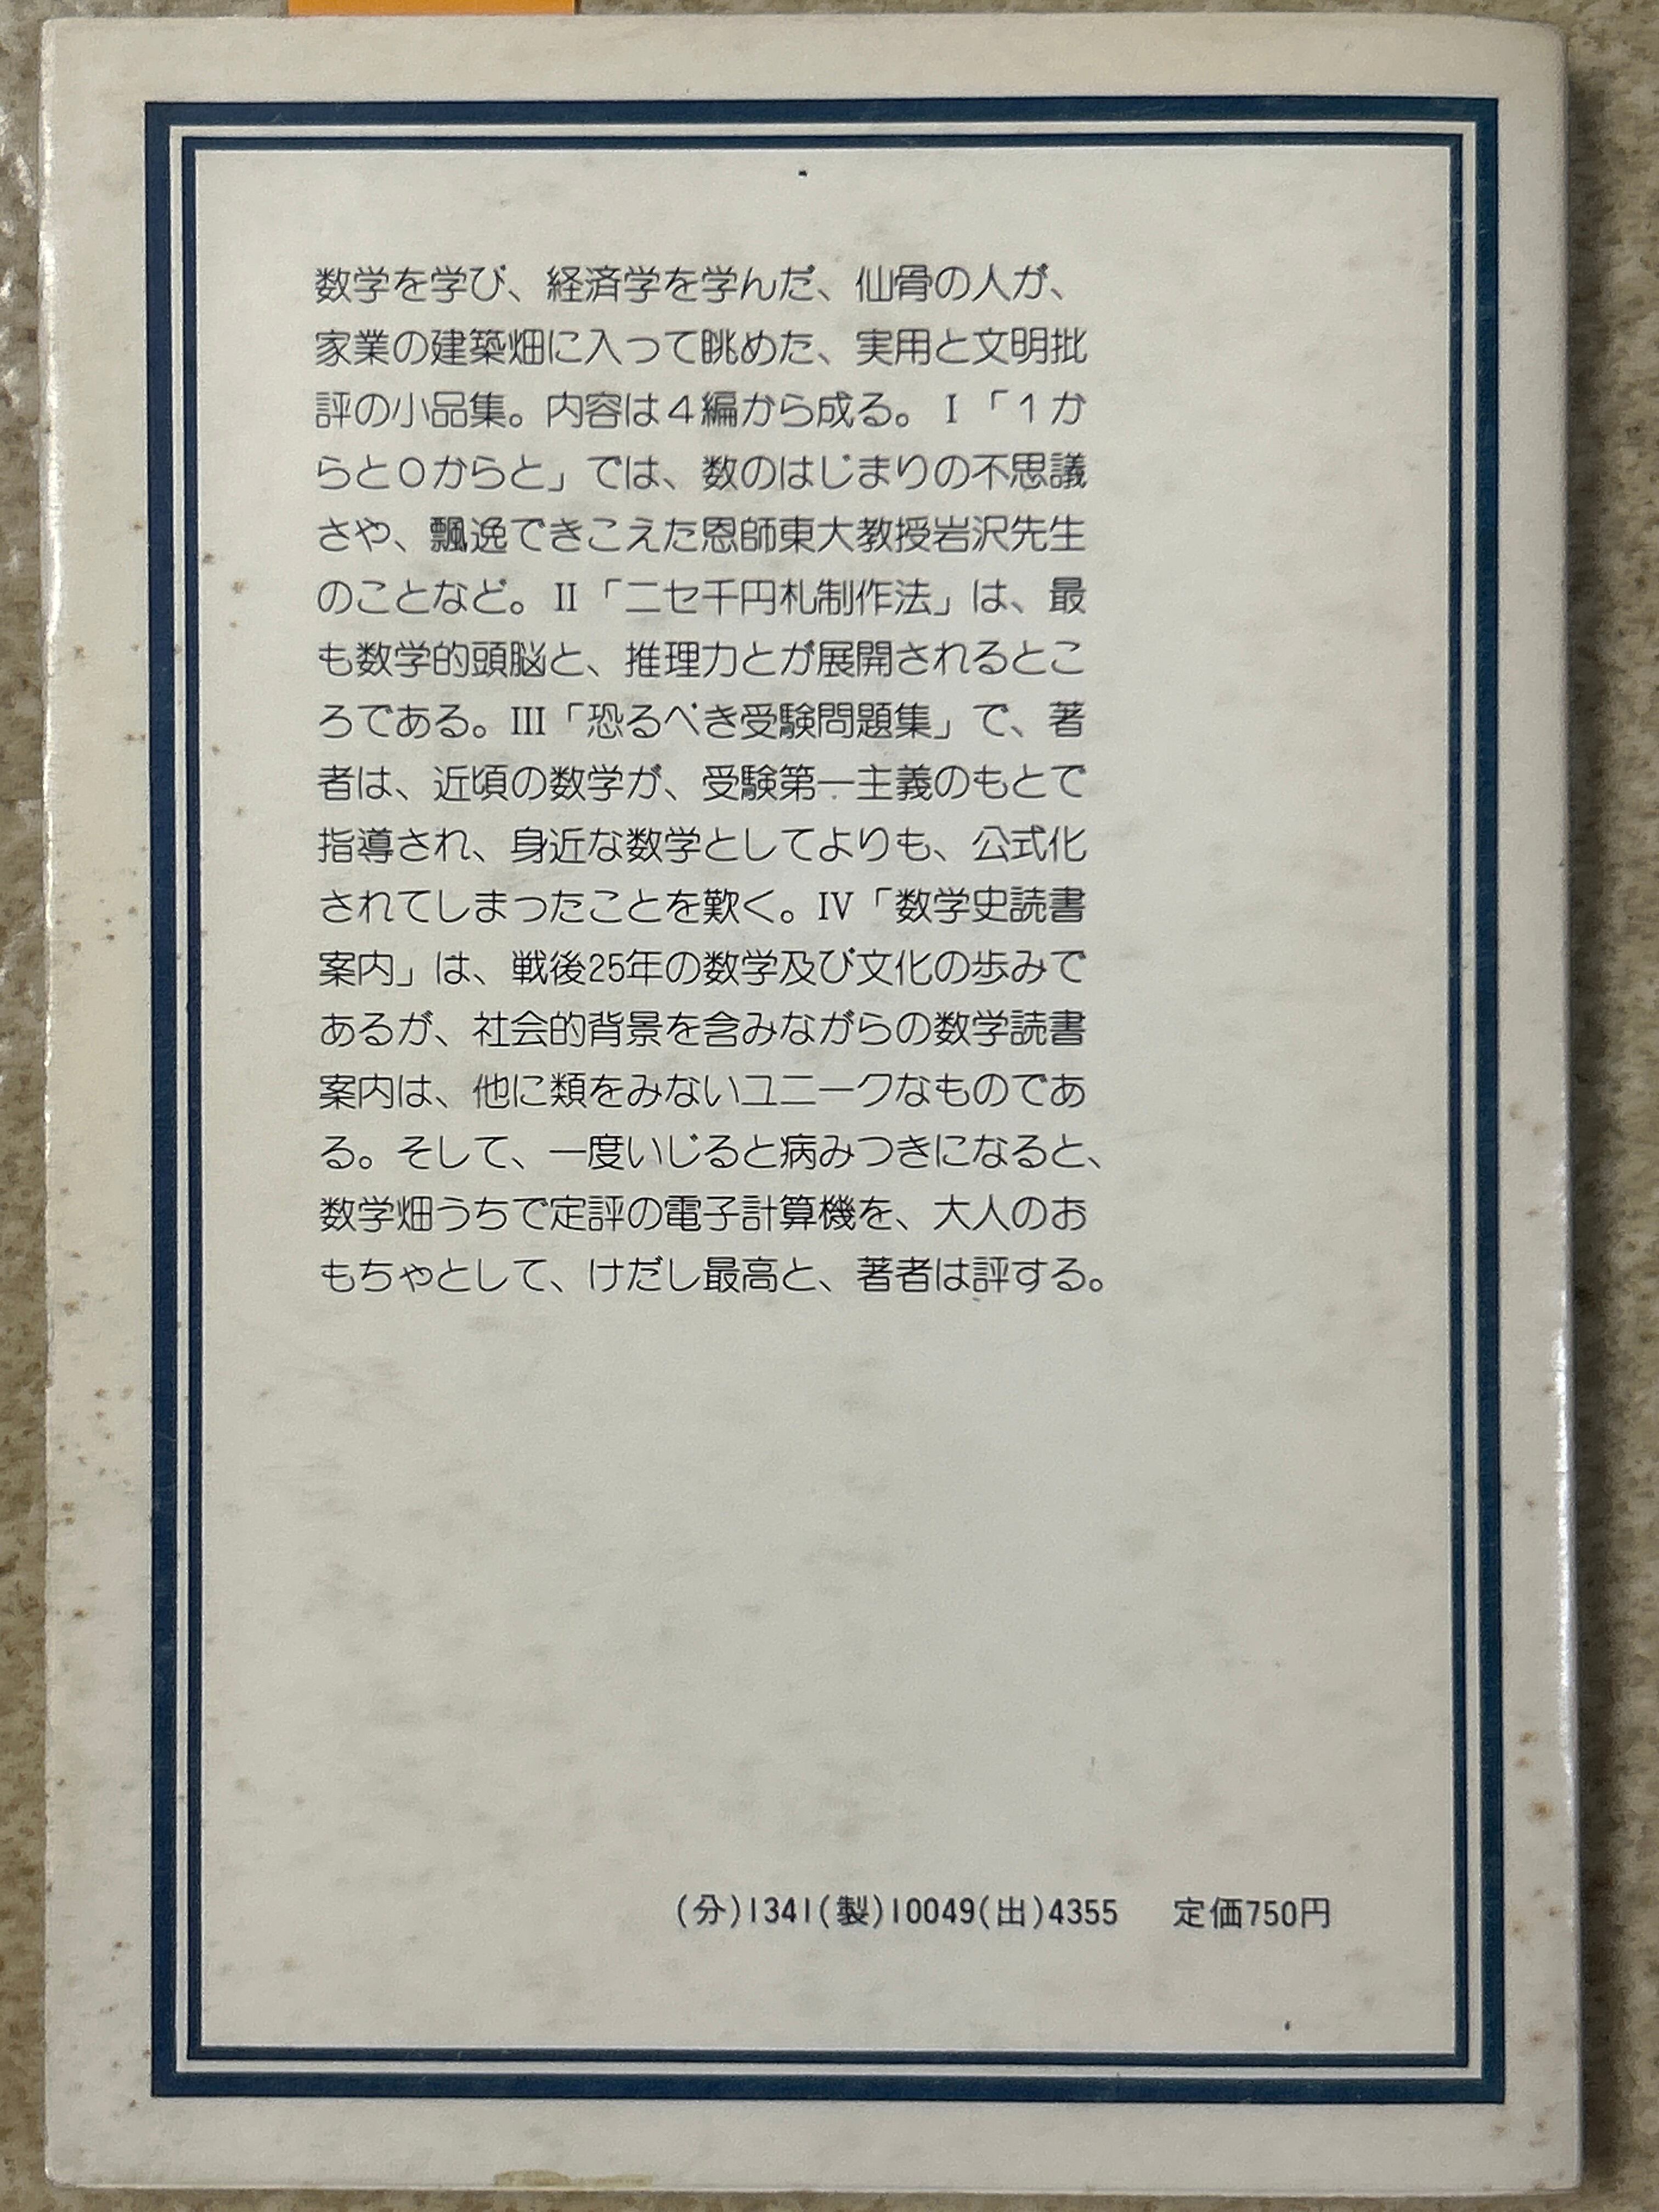 数学を学び、経済学を学んだ、仙骨の人が、
家業の建築畑に入って眺めた、実用と文明批
評の小品集。内容は4編から成る。I「1か
らと0からと」では、数のはじまりの不思議
さや、飄逸できこえた恩師東大教授岩沢先生
のことなど。II「ニセ千円札制作法」は、最
も数学的頭脳と、推理力とが展開されるとこ
ろである。III「恐るべき受験問題集」で、著
者は、近頃の数学が、受験第一主義のもとで
指導され、身近な数学としてよりも、公式化
されてしまったことを歎く。IV「数学史読書
案内」は、戦後25年の数学及び文化の歩みで
あるが、社会的背景を含みながらの数学読書
案内は、他に類をみないユニークなものであ
る。そして、一度いじると病みつきになると、
数学畑うちで定評の電子計算機を、大人のお
もちゃとして、けだし最高と、著者は評する。
(分)1341(製)10049(出)4355 定価750円